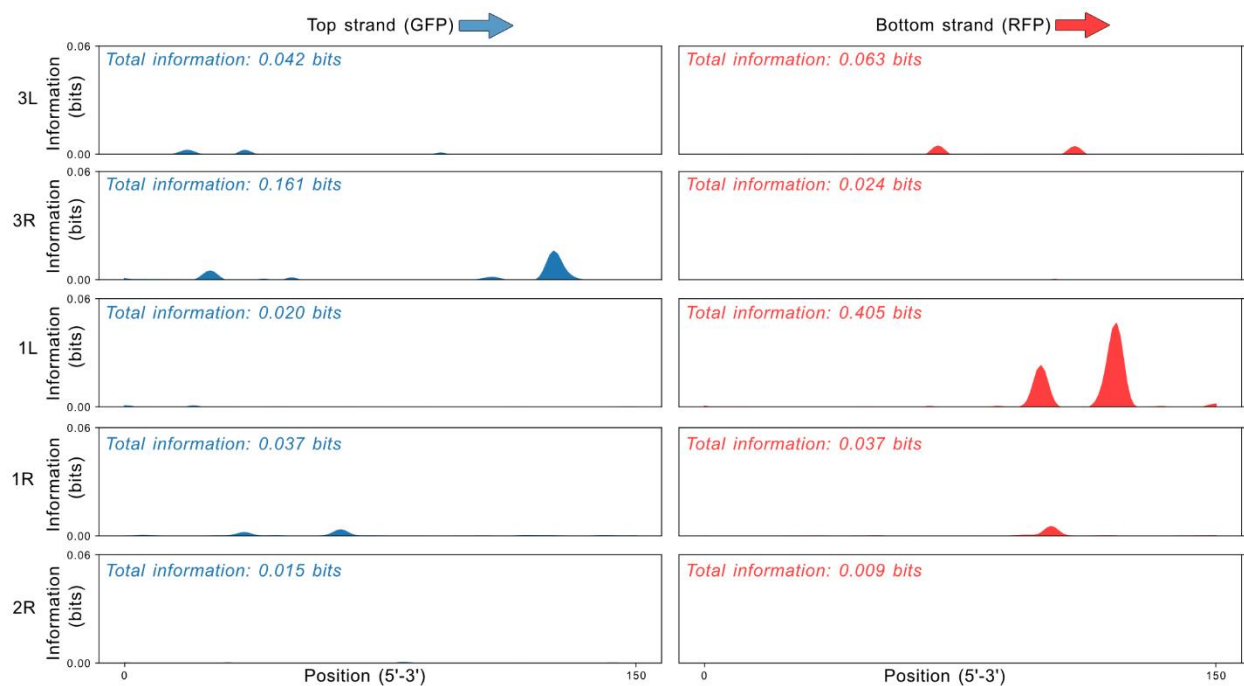 Top strand (GFP)
Bottom strand (RFP)
3L
Information
(bits)
0.06
0.00
Total information: 0.042 bits
Total information: 0.063 bits
3R
Information
(bits)
0.06
0.00
Total information: 0.161 bits
Total information: 0.024 bits
1L
Information
(bits)
0.06
0.00
Total information: 0.020 bits
Total information: 0.405 bits
1R
Information
(bits)
0.06
0.00
Total information: 0.037 bits
Total information: 0.037 bits
2R
Information
(bits)
0.06
0.00
Total information: 0.015 bits
Total information: 0.009 bits
0
Position (5'-3')
150
0
Position (5'-3')
150